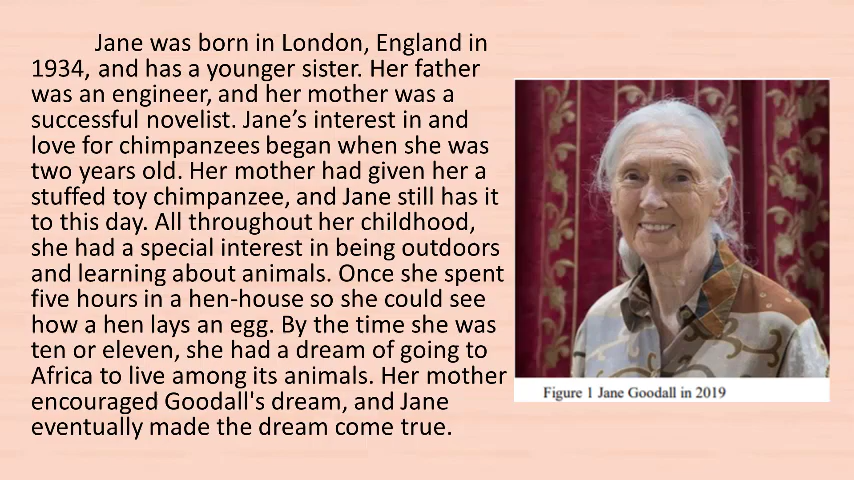 Jane was born in London, England in
1934, and has a younger sister. Her father
was an engineer, and her mother was a
successful novelist. Jane’s interest in and
love for chimpanzees began when she was
two years old. Her mother had given her a
stuffed toy chimpanzee, and Jane still has it
to this day. All throughout her childhood,
she had a special interest in being outdoors
and learning about animals. Once she spent
five hours in a hen-house so she could see
how a hen lays an egg. By the time she was
ten or eleven, she had a dream of going to
Africa to live among its animals. Her mother
encouraged Goodall's dream, and Jane
eventually made the dream come true.
Figure 1 Jane Goodall in 2019